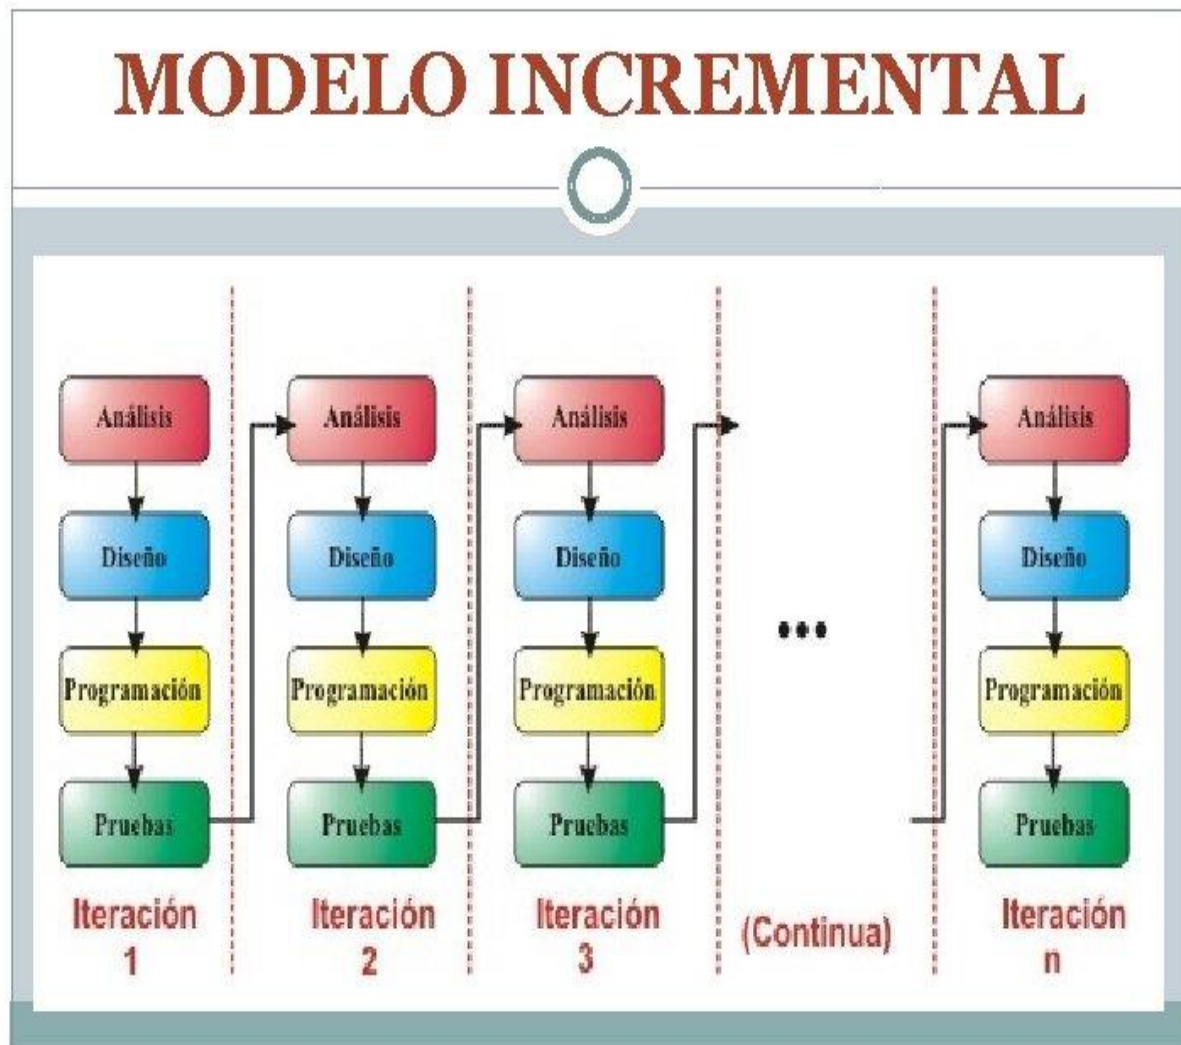 MODELO INCREMENTAL
Análisis
Diseño
Programación
Pruebas
Iteración
1
Análisis
Diseño
Programación
Pruebas
Iteración
2
Análisis
Diseño
Programación
Pruebas
Iteración
3
•••
(Continua)
Análisis
Diseño
Programación
Pruebas
Iteración
n